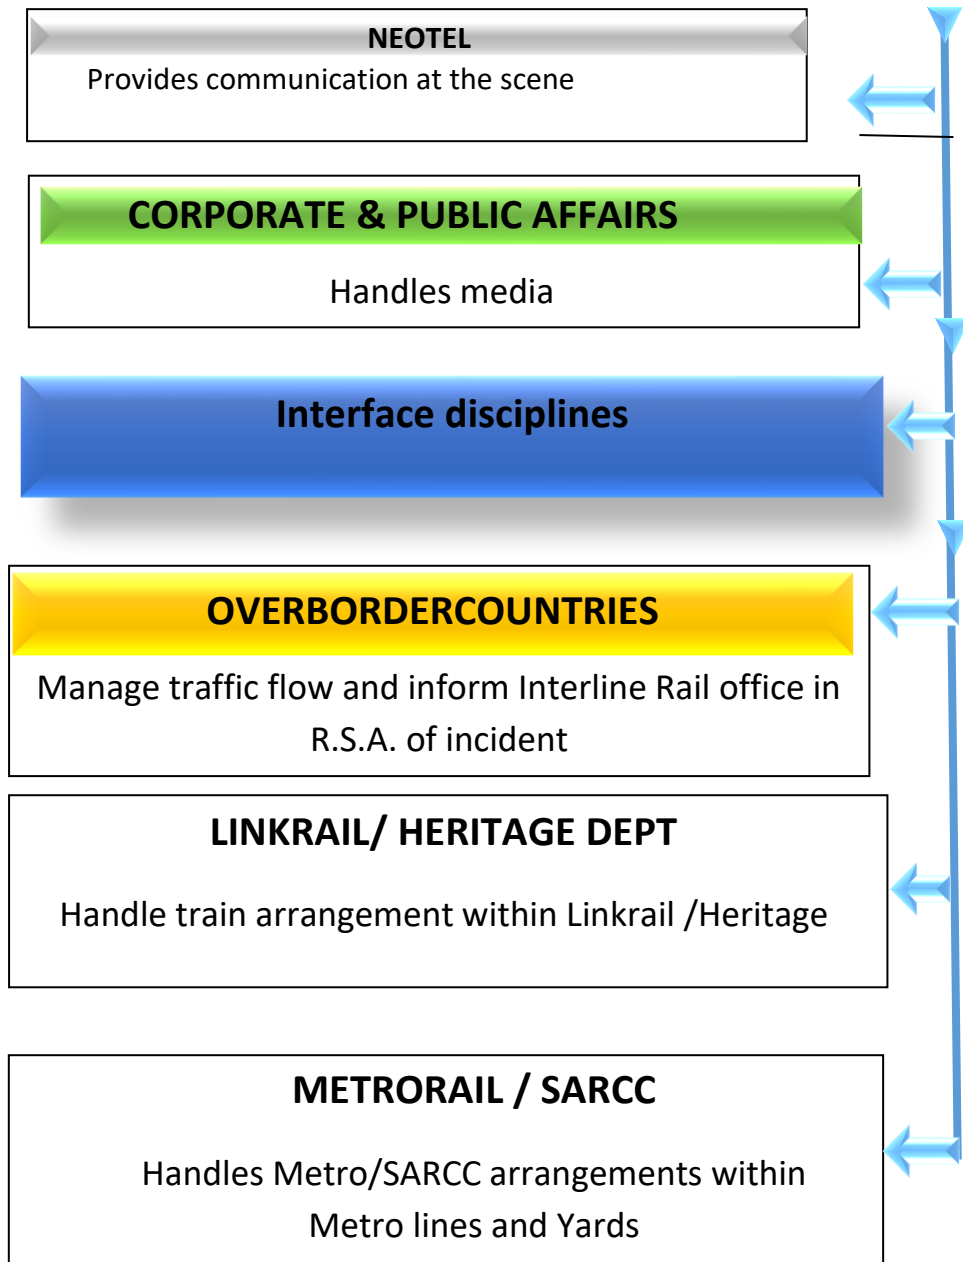 NEOTEL
Provides communication at the scene
CORPORATE & PUBLIC AFFAIRS
Handles media
Interface disciplines
OVERBORDERCOUNTRIES
Manage traffic flow and inform Interline Rail office in
R.S.A. of incident
LINKRAIL/ HERITAGE DEPT
Handle train arrangement within Linkrail /Heritage
METRORAIL / SARCC
Handles Metro/SARCC arrangements within
Metro lines and Yards